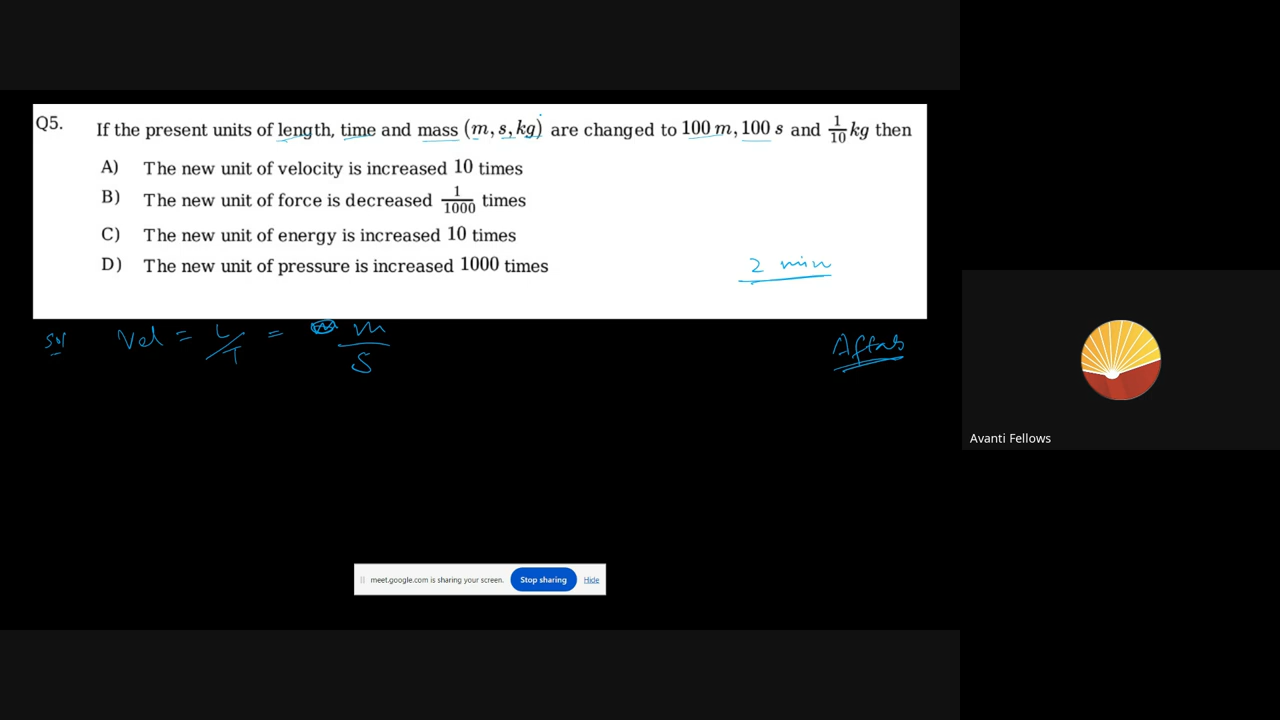 Q5. If the present units of length, time and mass (m, s, kg) are changed to 100 m, 100 s and 1/10 kg then
A) The new unit of velocity is increased 10 times
B) The new unit of force is decreased 1/1000 times
C) The new unit of energy is increased 10 times
D) The new unit of pressure is increased 1000 times
2 min
Sol Vel = L/T = m/s
Aftab
Avanti Fellows
meet.google.com is sharing your screen. Stop sharing Hide